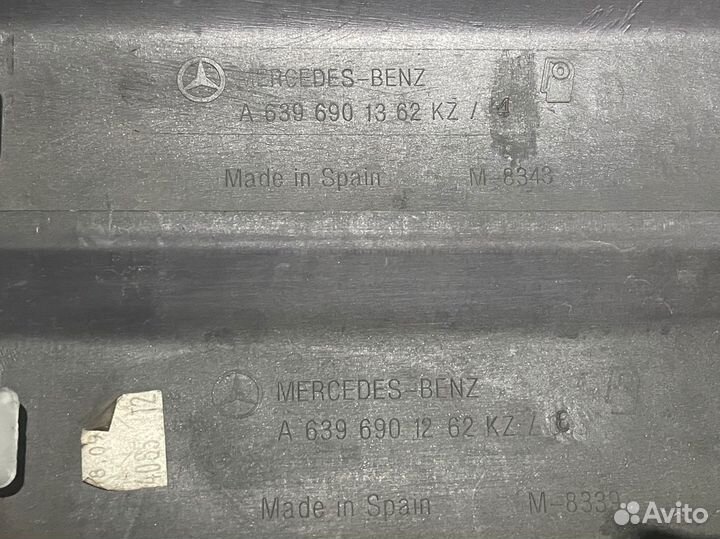 MERCEDES-BENZ
A 639 690 13 62 KZ / 4
Made in Spain M-8343
MERCEDES-BENZ
A 639 690 12 62 KZ /
Made in Spain M-8339
Avito